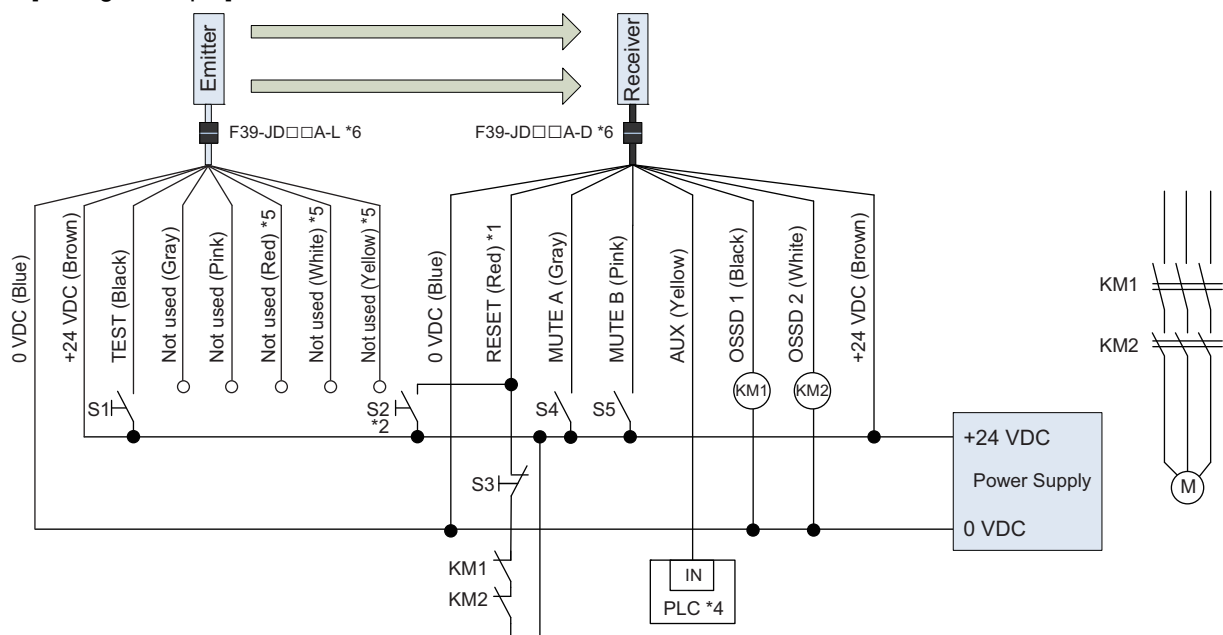 Emitter
Receiver
F39-JD□□A-L *6
F39-JD□□A-D *6
0 VDC (Blue)
+24 VDC (Brown)
TEST (Black)
Not used (Gray)
Not used (Pink)
Not used (Red) *5
Not used (White) *5
Not used (Yellow) *5
0 VDC (Blue)
RESET (Red) *1
MUTE A (Gray)
MUTE B (Pink)
AUX (Yellow)
OSSD 1 (Black)
OSSD 2 (White)
+24 VDC (Brown)
KM1
KM2
M
S1
S2
*2
S4
S5
KM1
KM2
S3
+24 VDC
Power Supply
0 VDC
KM1
KM2
IN
PLC *4